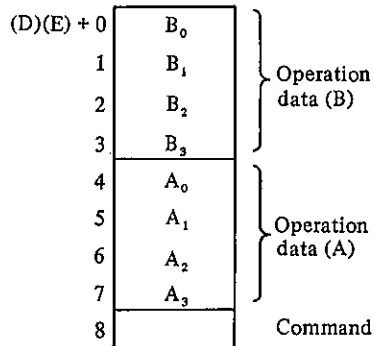 (D)(E) + 0 B₀
1 B₁
2 B₂
3 B₃
Operation
data (B)
4 A₀
5 A₁
6 A₂
7 A₃
Operation
data (A)
8 Command